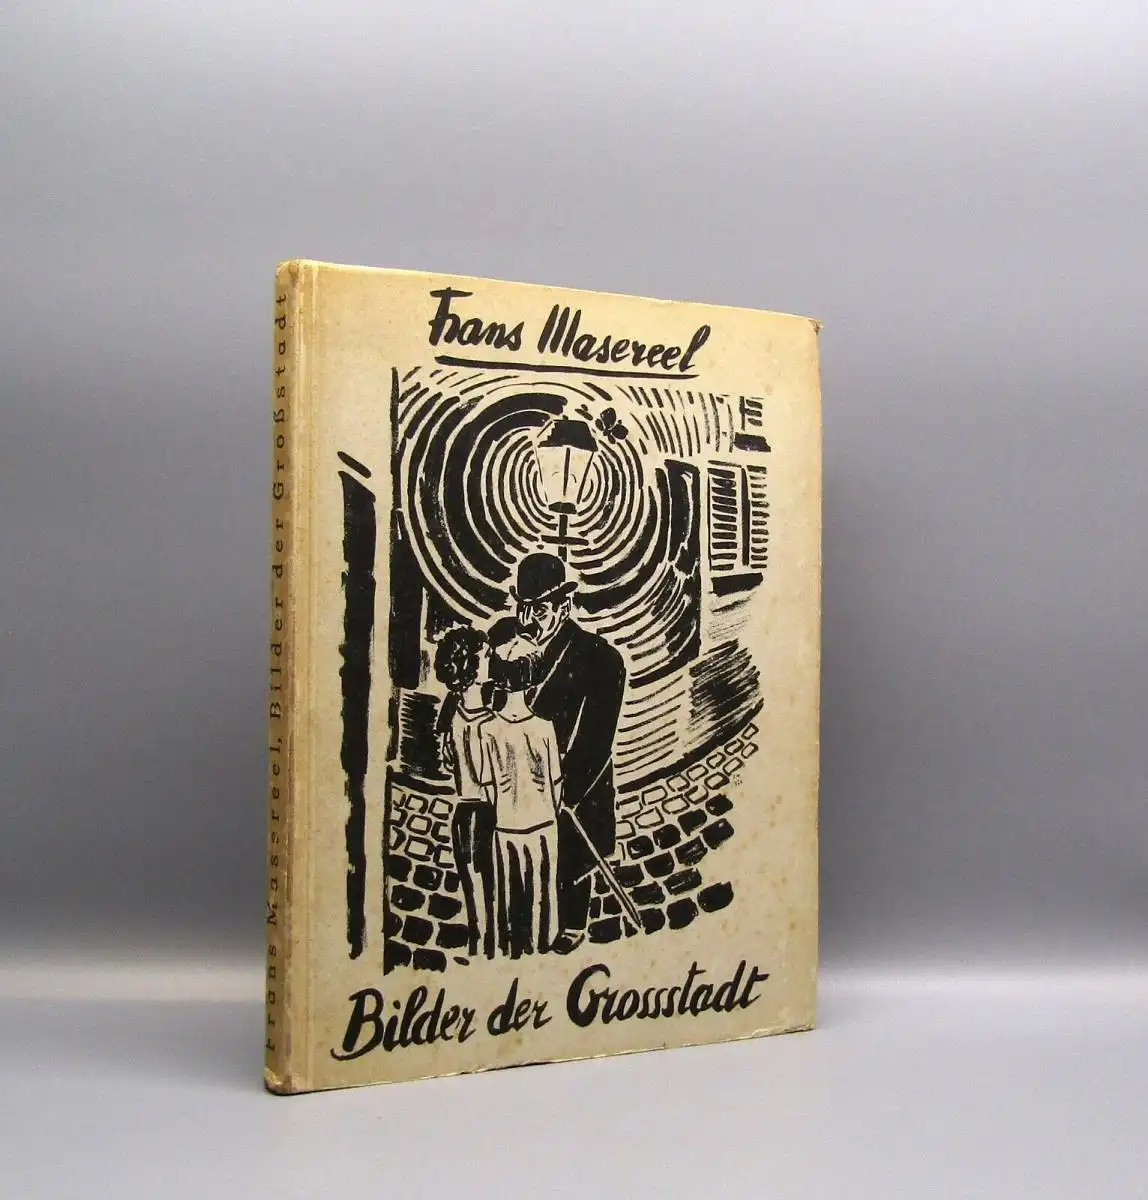 Frans Masereel
Bilder der Grossstadt
Frans Masereel, Bilder der Großstadt